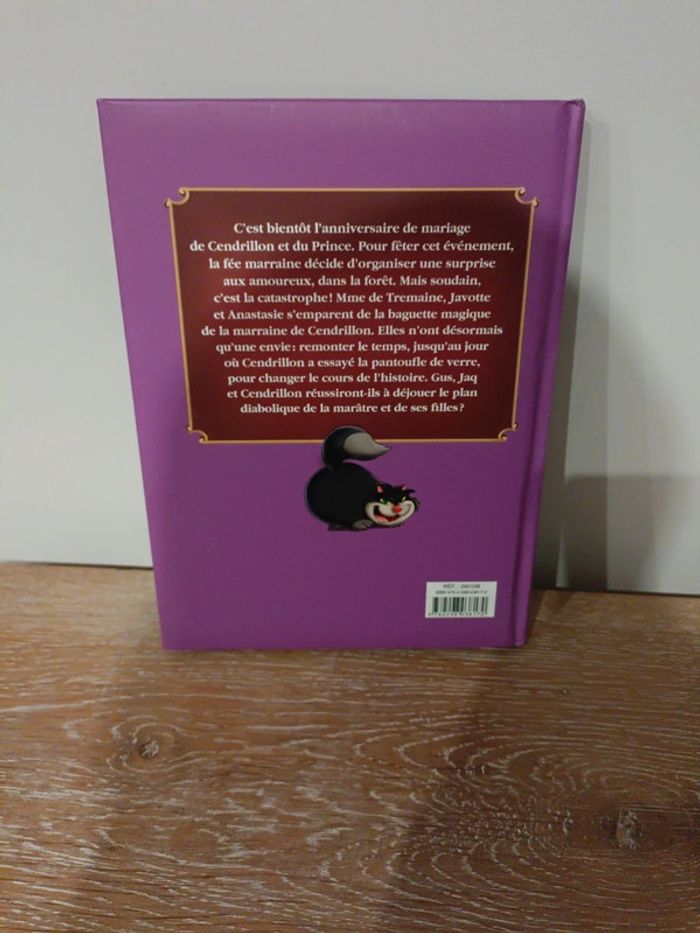 C'est bientôt l'anniversaire de mariage
de Cendrillon et du Prince. Pour fêter cet événement,
la fée marraine décide d'organiser une surprise
aux amoureux, dans la forêt. Mais soudain,
c'est la catastrophe ! Mme de Tremaine, Javotte
et Anastasie s'emparent de la baguette magique
de la marraine de Cendrillon. Elles n'ont désormais
qu'une envie : remonter le temps, jusqu'au jour
où Cendrillon a essayé la pantoufle de verre,
pour changer le cours de l'histoire. Gus, Jaq
et Cendrillon réussiront-ils à déjouer le plan
diabolique de la marâtre et de ses filles ?
RÉF. :
ISBN